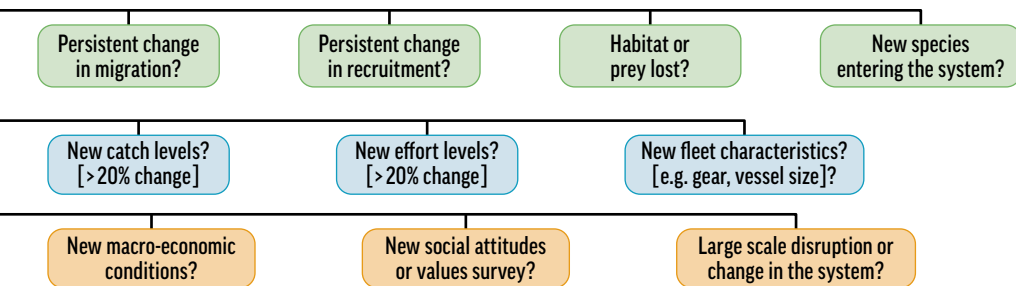 Persistent change
in migration?
Persistent change
in recruitment?
Habitat or
prey lost?
New species
entering the system?
New catch levels?
[>20% change]
New effort levels?
[>20% change]
New fleet characteristics?
[e.g. gear, vessel size]?
New macro-economic
conditions?
New social attitudes
or values survey?
Large scale disruption or
change in the system?